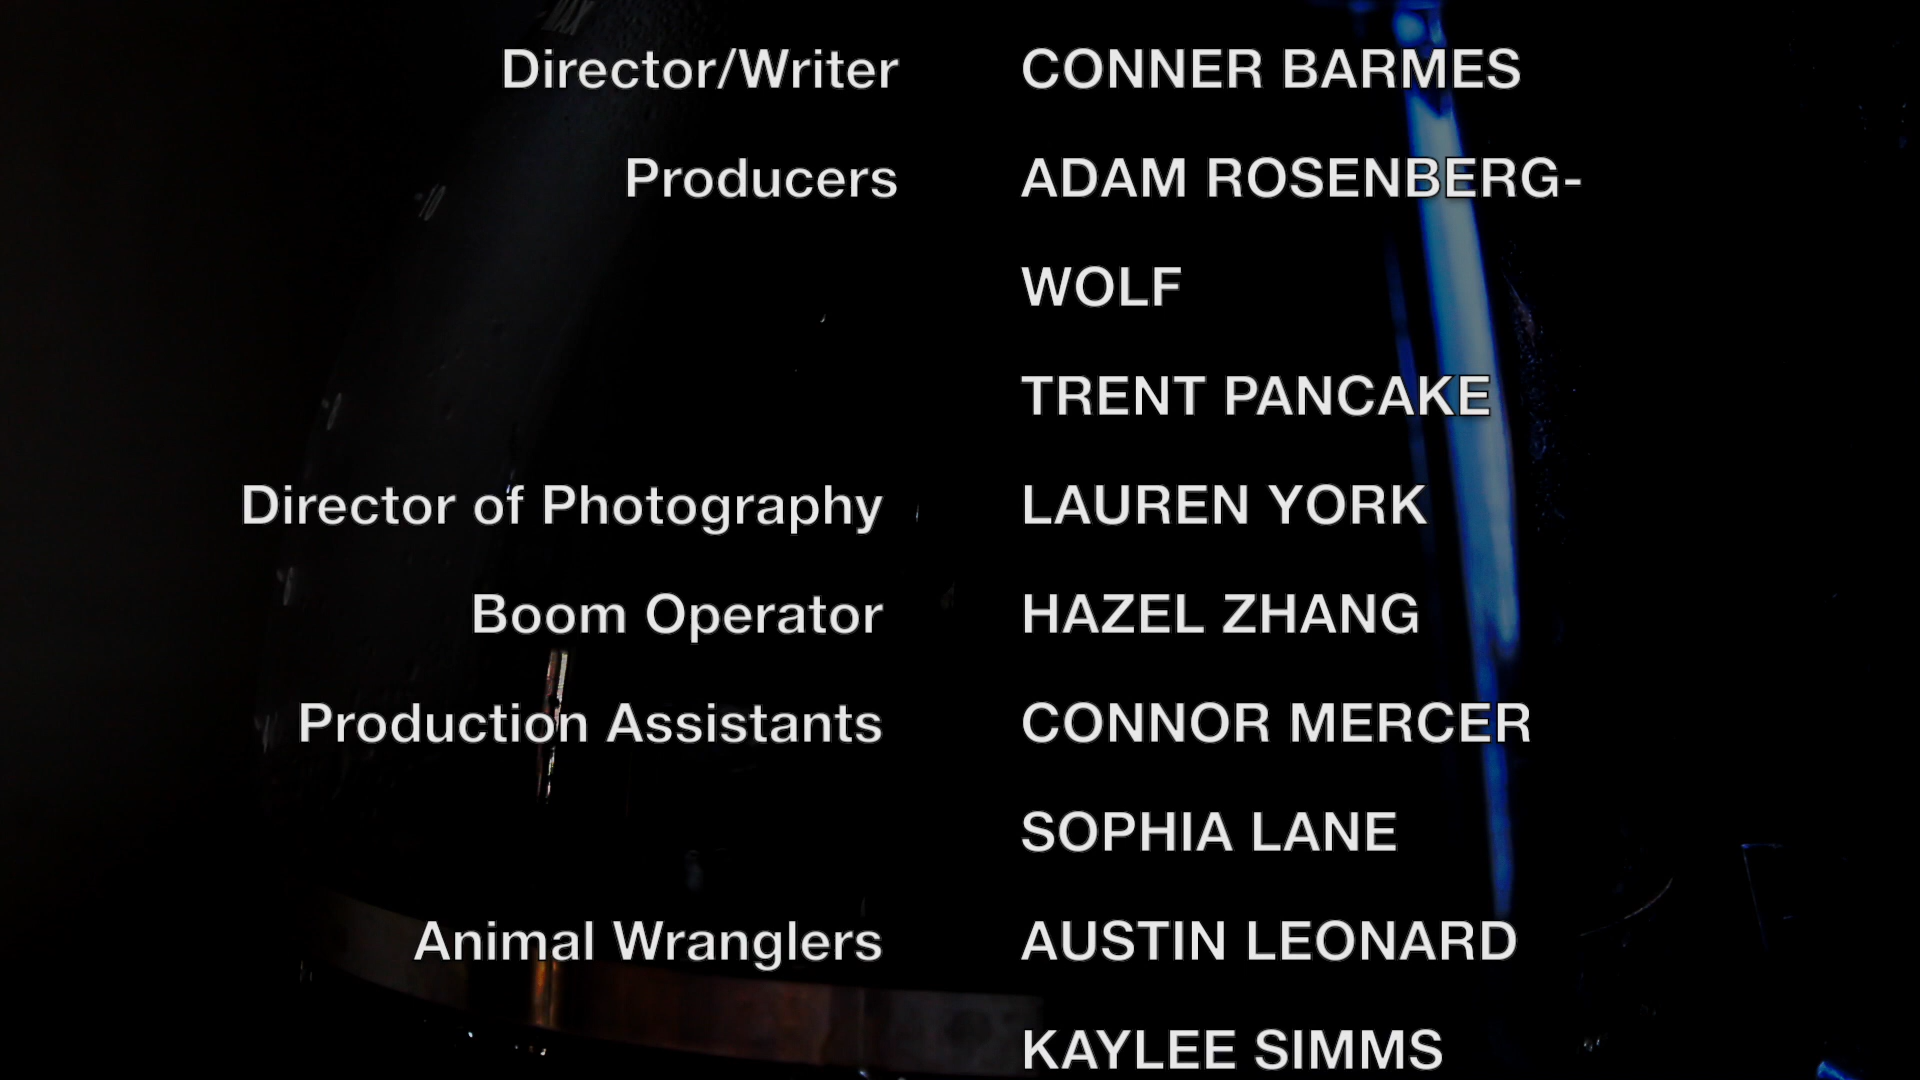 Director/Writer CONNER BARMES
Producers ADAM ROSENBERG-
WOLF
TRENT PANCAKE
Director of Photography LAUREN YORK
Boom Operator HAZEL ZHANG
Production Assistants CONNOR MERCER
SOPHIA LANE
Animal Wranglers AUSTIN LEONARD
KAYLEE SIMMS